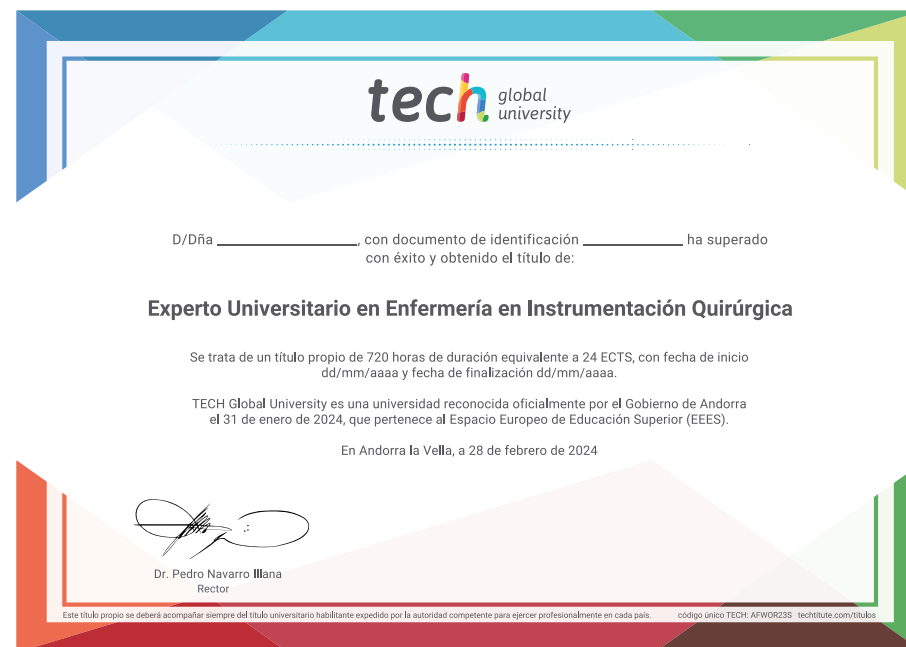 tech global
university
D/Dña ______________, con documento de identificación __________ ha superado
con éxito y obtenido el título de:
Experto Universitario en Enfermería en Instrumentación Quirúrgica
Se trata de un título propio de 720 horas de duración equivalente a 24 ECTS, con fecha de inicio
dd/mm/aaaa y fecha de finalización dd/mm/aaaa.
TECH Global University es una universidad reconocida oficialmente por el Gobierno de Andorra
el 31 de enero de 2024, que pertenece al Espacio Europeo de Educación Superior (EEES).
En Andorra la Vella, a 28 de febrero de 2024
Dr. Pedro Navarro Illana
Rector
Este título propio se deberá acompañar siempre del título universitario habilitante expedido por la autoridad competente para ejercer profesionalmente en cada país. código único TECH: AFWOR23S techtitute.com/titulos